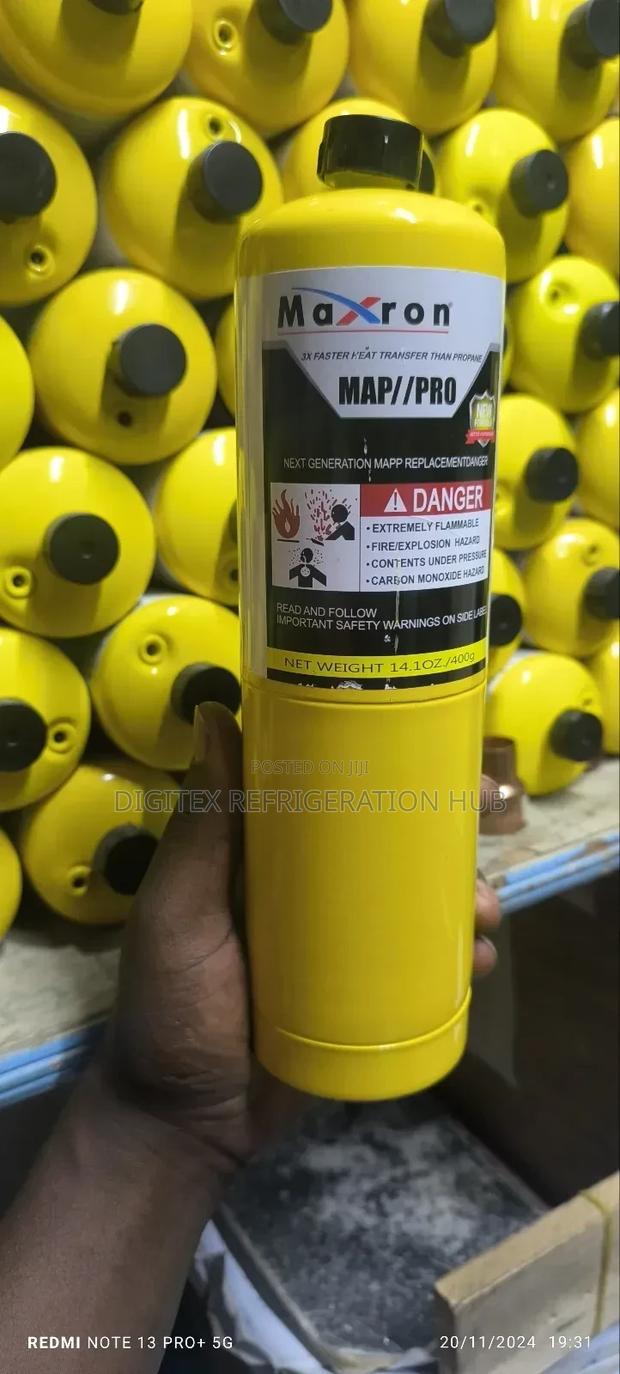 Maxron
3X FASTER HEAT TRANSFER THAN PROPANE
MAP//PRO
NEW
NEXT GENERATION MAPP REPLACEMENTDANGER
DANGER
• EXTREMELY FLAMMABLE
• FIRE/EXPLOSION HAZARD
• CONTENTS UNDER PRESSURE
• CARBON MONOXIDE HAZARD
READ AND FOLLOW
IMPORTANT SAFETY WARNINGS ON SIDE LABEL
&
NET WEIGHT 14.1OZ./400g
POSTED ON JIJI
DIGITEX REFRIGERATION HUB
REDMI NOTE 13 PRO+ 5G
20/11/2024 19:31